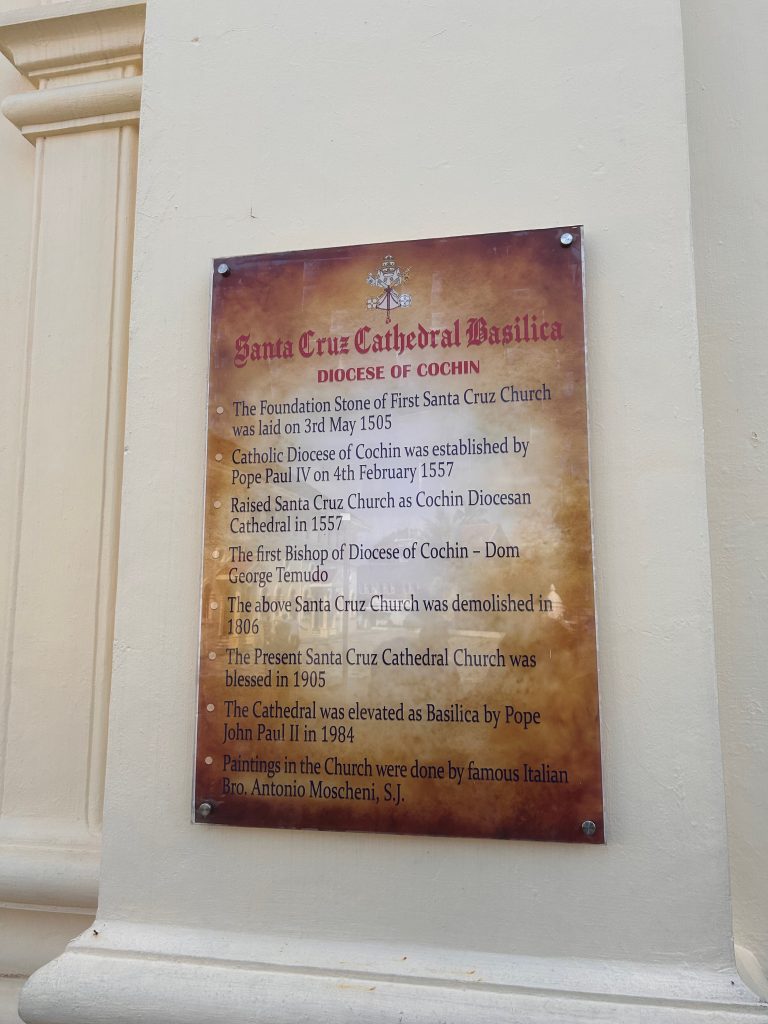 Santa Cruz Cathedral Basilica
DIOCESE OF COCHIN
The Foundation Stone of First Santa Cruz Church
was laid on 3rd May 1505
Catholic Diocese of Cochin was established by
Pope Paul IV on 4th February 1557
Raised Santa Cruz Church as Cochin Diocesan
Cathedral in 1557
The first Bishop of Diocese of Cochin – Dom
George Temudo
The above Santa Cruz Church was demolished in
1806
The Present Santa Cruz Cathedral Church was
blessed in 1905
The Cathedral was elevated as Basilica by Pope
John Paul II in 1984
Paintings in the Church were done by famous Italian
Bro. Antonio Moscheni, S.J.